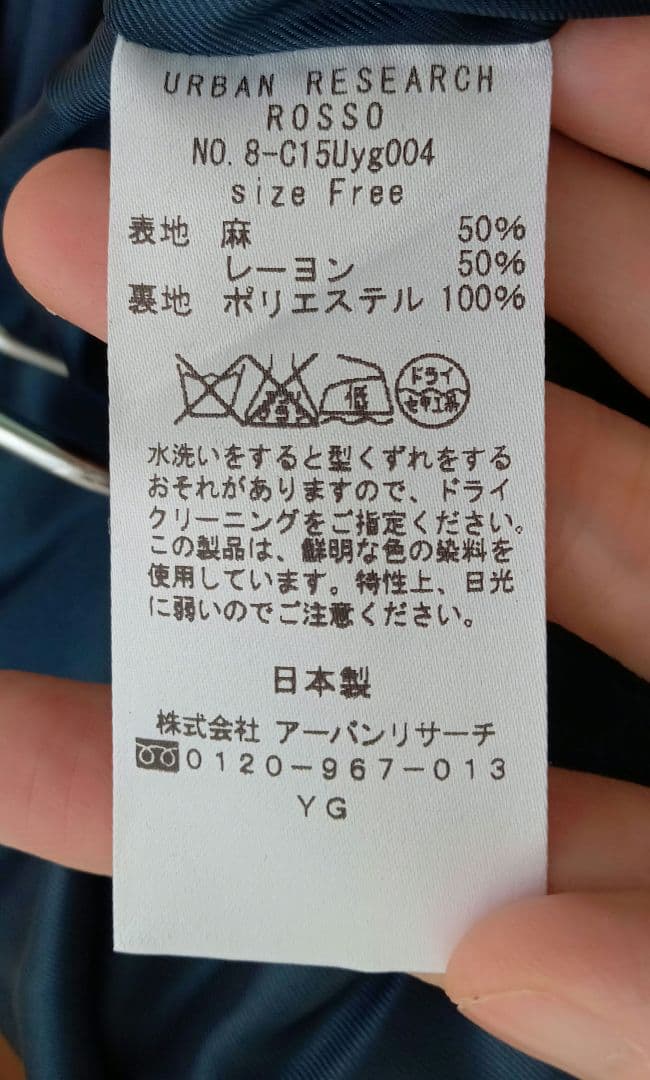 URBAN RESEARCH
ROSSO
NO. 8-C15Uyg004
size Free
表地 麻 50%
レーヨン 50%
裏地 ポリエステル 100%
低 ドライ
水洗いをすると型くずれをする
おそれがありますので、ドライ
クリーニングをご指定ください。
この製品は、鮮明な色の染料を
使用しています。特性上、日光
に弱いのでご注意ください。
日本製
株式会社 アーバンリサーチ
0120-967-013
YG